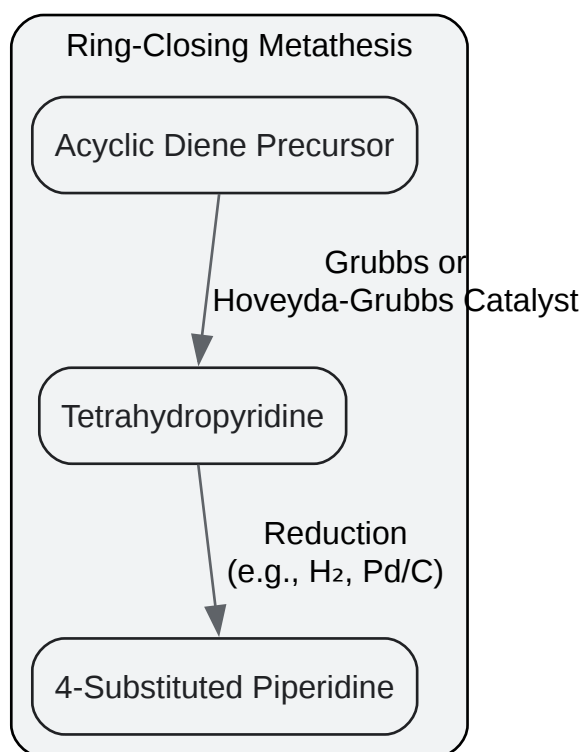 Ring-Closing Metathesis
Acyclic Diene Precursor
Grubbs or
Hoveyda-Grubbs Catalyst
Tetrahydropyridine
Reduction
(e.g., H₂, Pd/C)
4-Substituted Piperidine